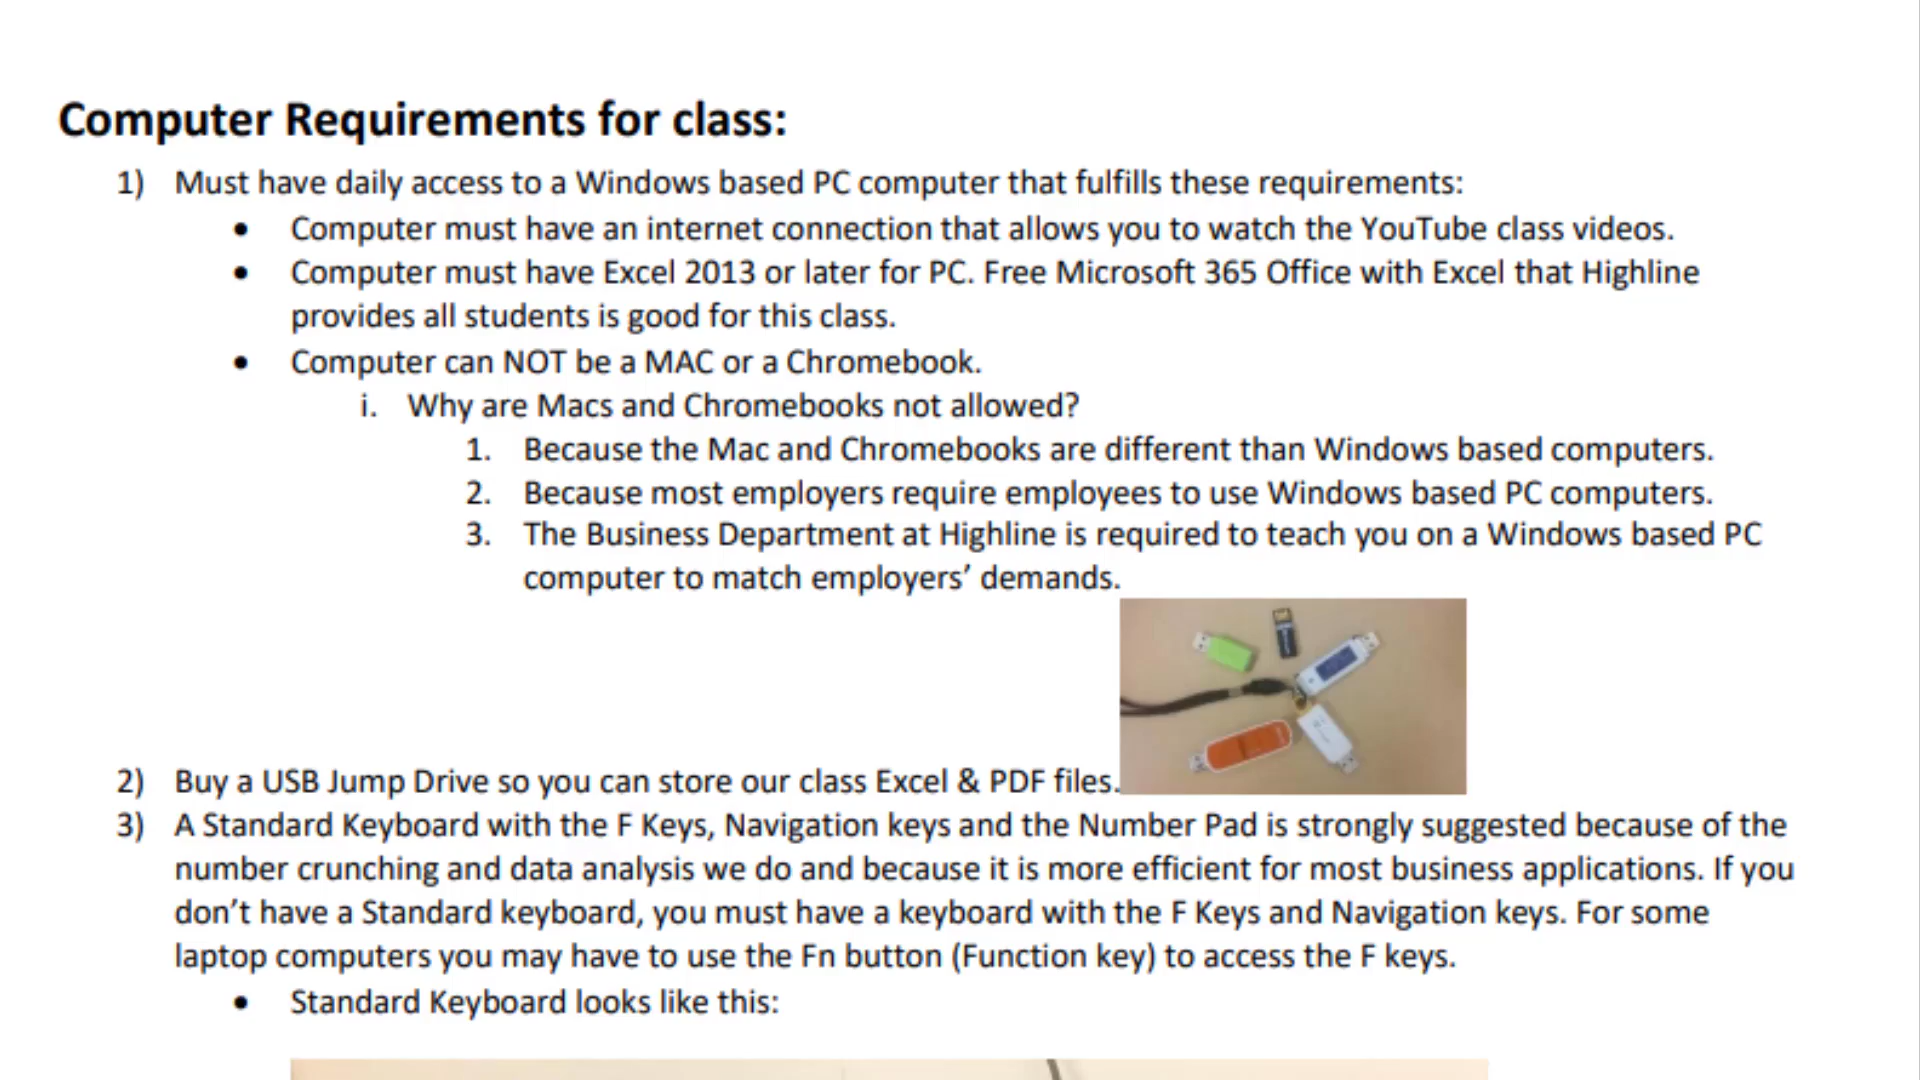 Computer Requirements for class:
1) Must have daily access to a Windows based PC computer that fulfills these requirements:
• Computer must have an internet connection that allows you to watch the YouTube class videos.
• Computer must have Excel 2013 or later for PC. Free Microsoft 365 Office with Excel that Highline
provides all students is good for this class.
• Computer can NOT be a MAC or a Chromebook.
i. Why are Macs and Chromebooks not allowed?
1. Because the Mac and Chromebooks are different than Windows based computers.
2. Because most employers require employees to use Windows based PC computers.
3. The Business Department at Highline is required to teach you on a Windows based PC
computer to match employers’ demands.
2) Buy a USB Jump Drive so you can store our class Excel & PDF files.
3) A Standard Keyboard with the F Keys, Navigation keys and the Number Pad is strongly suggested because of the
number crunching and data analysis we do and because it is more efficient for most business applications. If you
don’t have a Standard keyboard, you must have a keyboard with the F Keys and Navigation keys. For some
laptop computers you may have to use the Fn button (Function key) to access the F keys.
• Standard Keyboard looks like this: